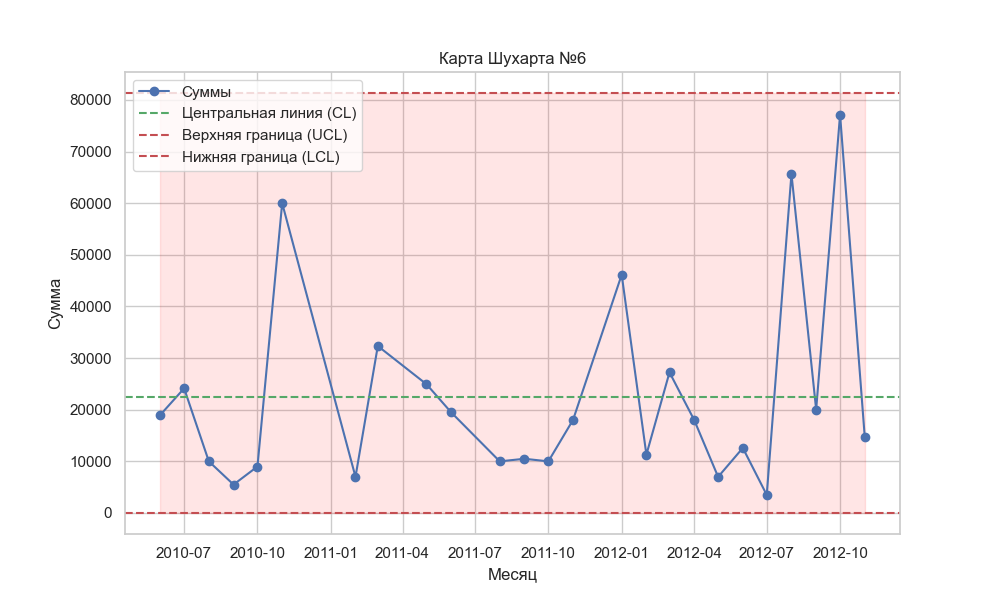 Карта Шухарта №6
Суммы
Центральная линия (CL)
Верхняя граница (UCL)
Нижняя граница (LCL)
Сумма
80000
70000
60000
50000
40000
30000
20000
10000
0
2010-07 2010-10 2011-01 2011-04 2011-07 2011-10 2012-01 2012-04 2012-07 2012-10
Месяц